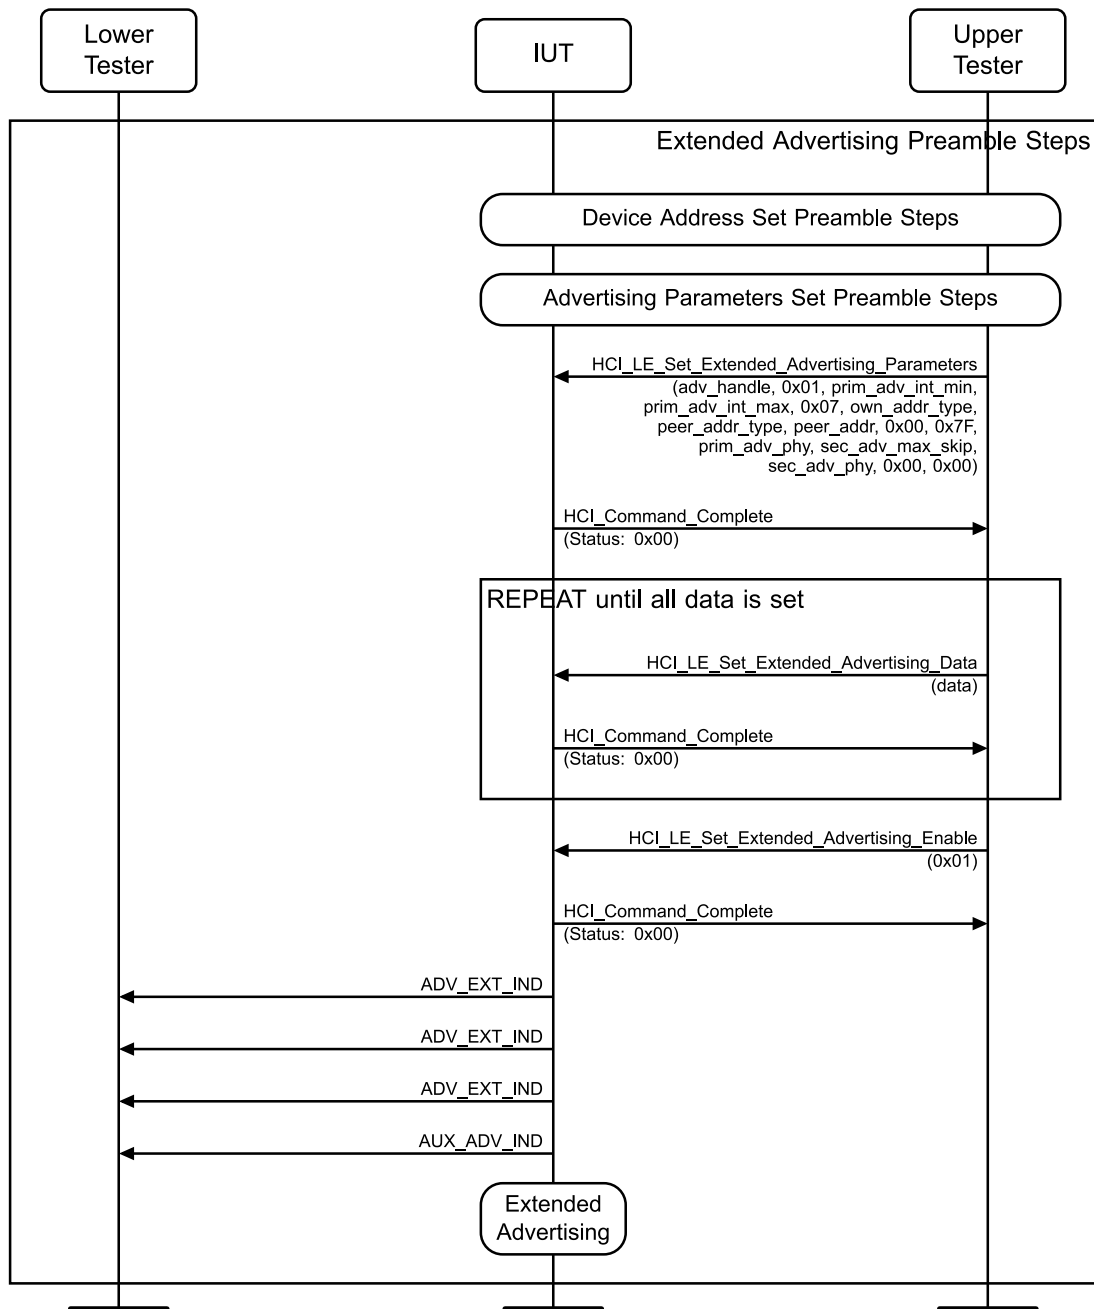 Lower
Tester
IUT
Upper
Tester
Extended Advertising Preamble Steps
Device Address Set Preamble Steps
Advertising Parameters Set Preamble Steps
HCI_LE_Set_Extended_Advertising_Parameters
(adv_handle, 0x01, prim_adv_int_min,
prim_adv_int_max, 0x07, own_addr_type,
peer_addr_type, peer_addr, 0x00, 0x7F,
prim_adv_phy, sec_adv_max_skip,
sec_adv_phy, 0x00, 0x00)
HCI_Command_Complete
(Status: 0x00)
REPEAT until all data is set
HCI_LE_Set_Extended_Advertising_Data
(data)
HCI_Command_Complete
(Status: 0x00)
HCI_LE_Set_Extended_Advertising_Enable
(0x01)
HCI_Command_Complete
(Status: 0x00)
ADV_EXT_IND
ADV_EXT_IND
ADV_EXT_IND
AUX_ADV_IND
Extended
Advertising